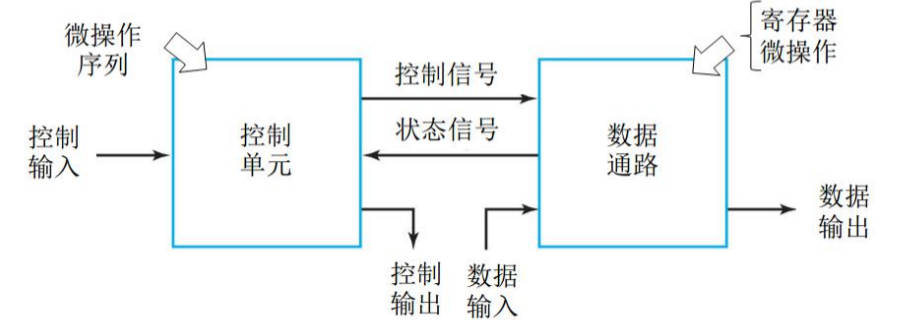 微操作
序列
寄存器
微操作
控制信号
状态信号
控制
输入
控制
单元
数据
通路
数据
输出
控制
输出
数据
输入